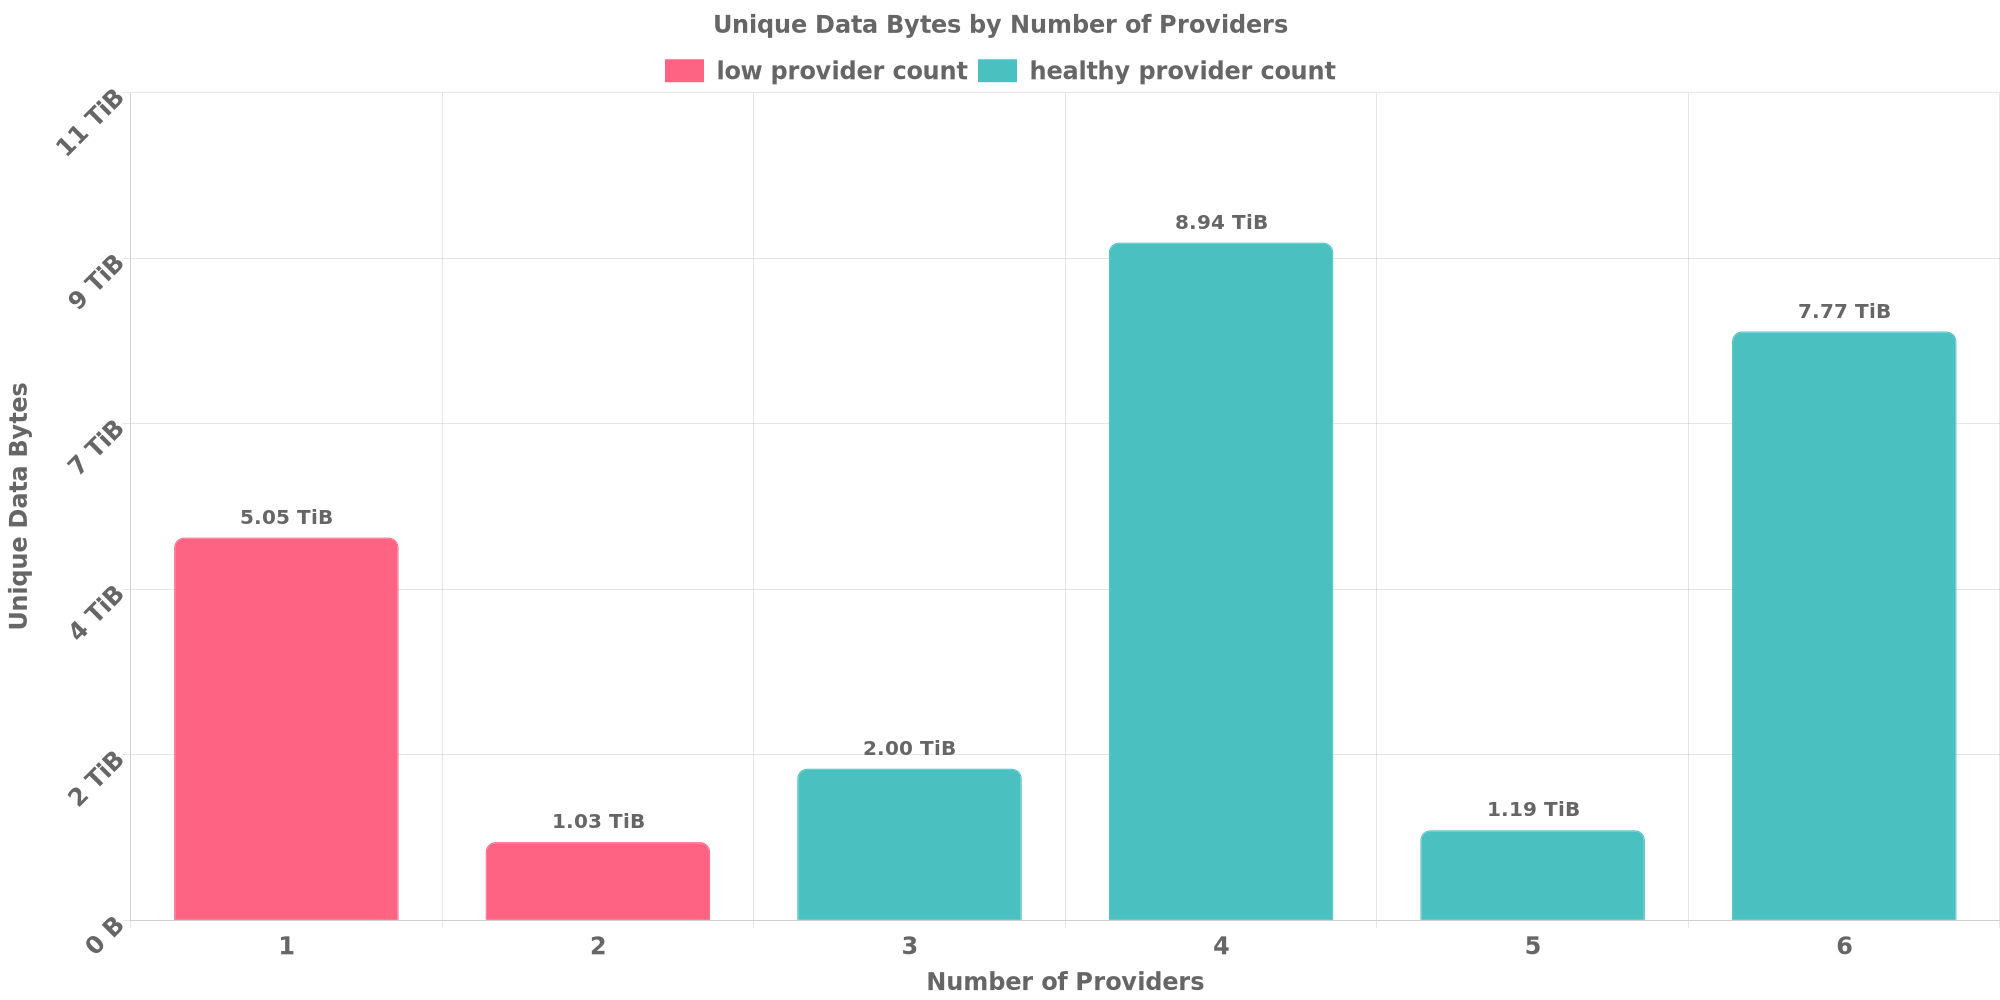 Unique Data Bytes by Number of Providers
low provider count healthy provider count
11 TiB
9 TiB
7 TiB
4 TiB
2 TiB
0 B
Unique Data Bytes
5.05 TiB
1.03 TiB
2.00 TiB
8.94 TiB
1.19 TiB
7.77 TiB
1 2 3 4 5 6
Number of Providers